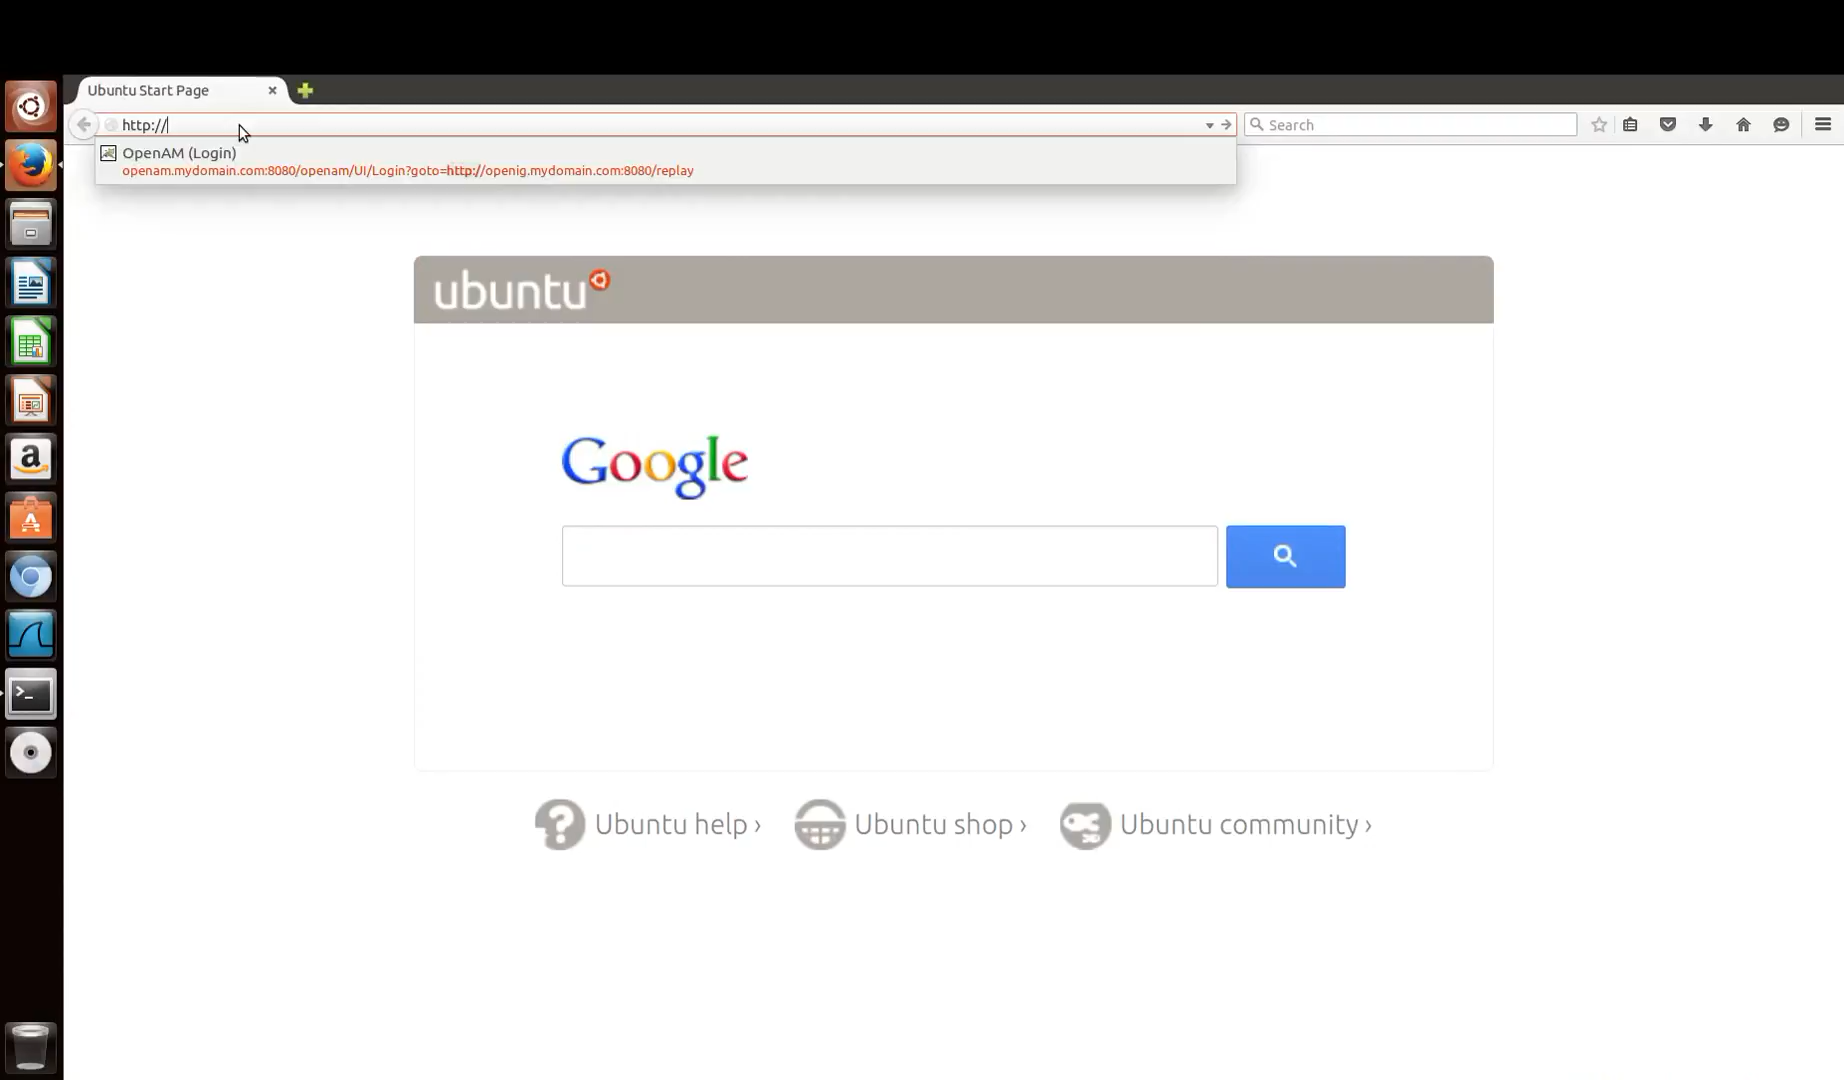 Ubuntu Start Page
http://
Search
OpenAM (Login)
openam.mydomain.com:8080/openam/UI/Login?goto=http://openig.mydomain.com:8080/replay
ubuntu
Google
Ubuntu help ›
Ubuntu shop ›
Ubuntu community ›